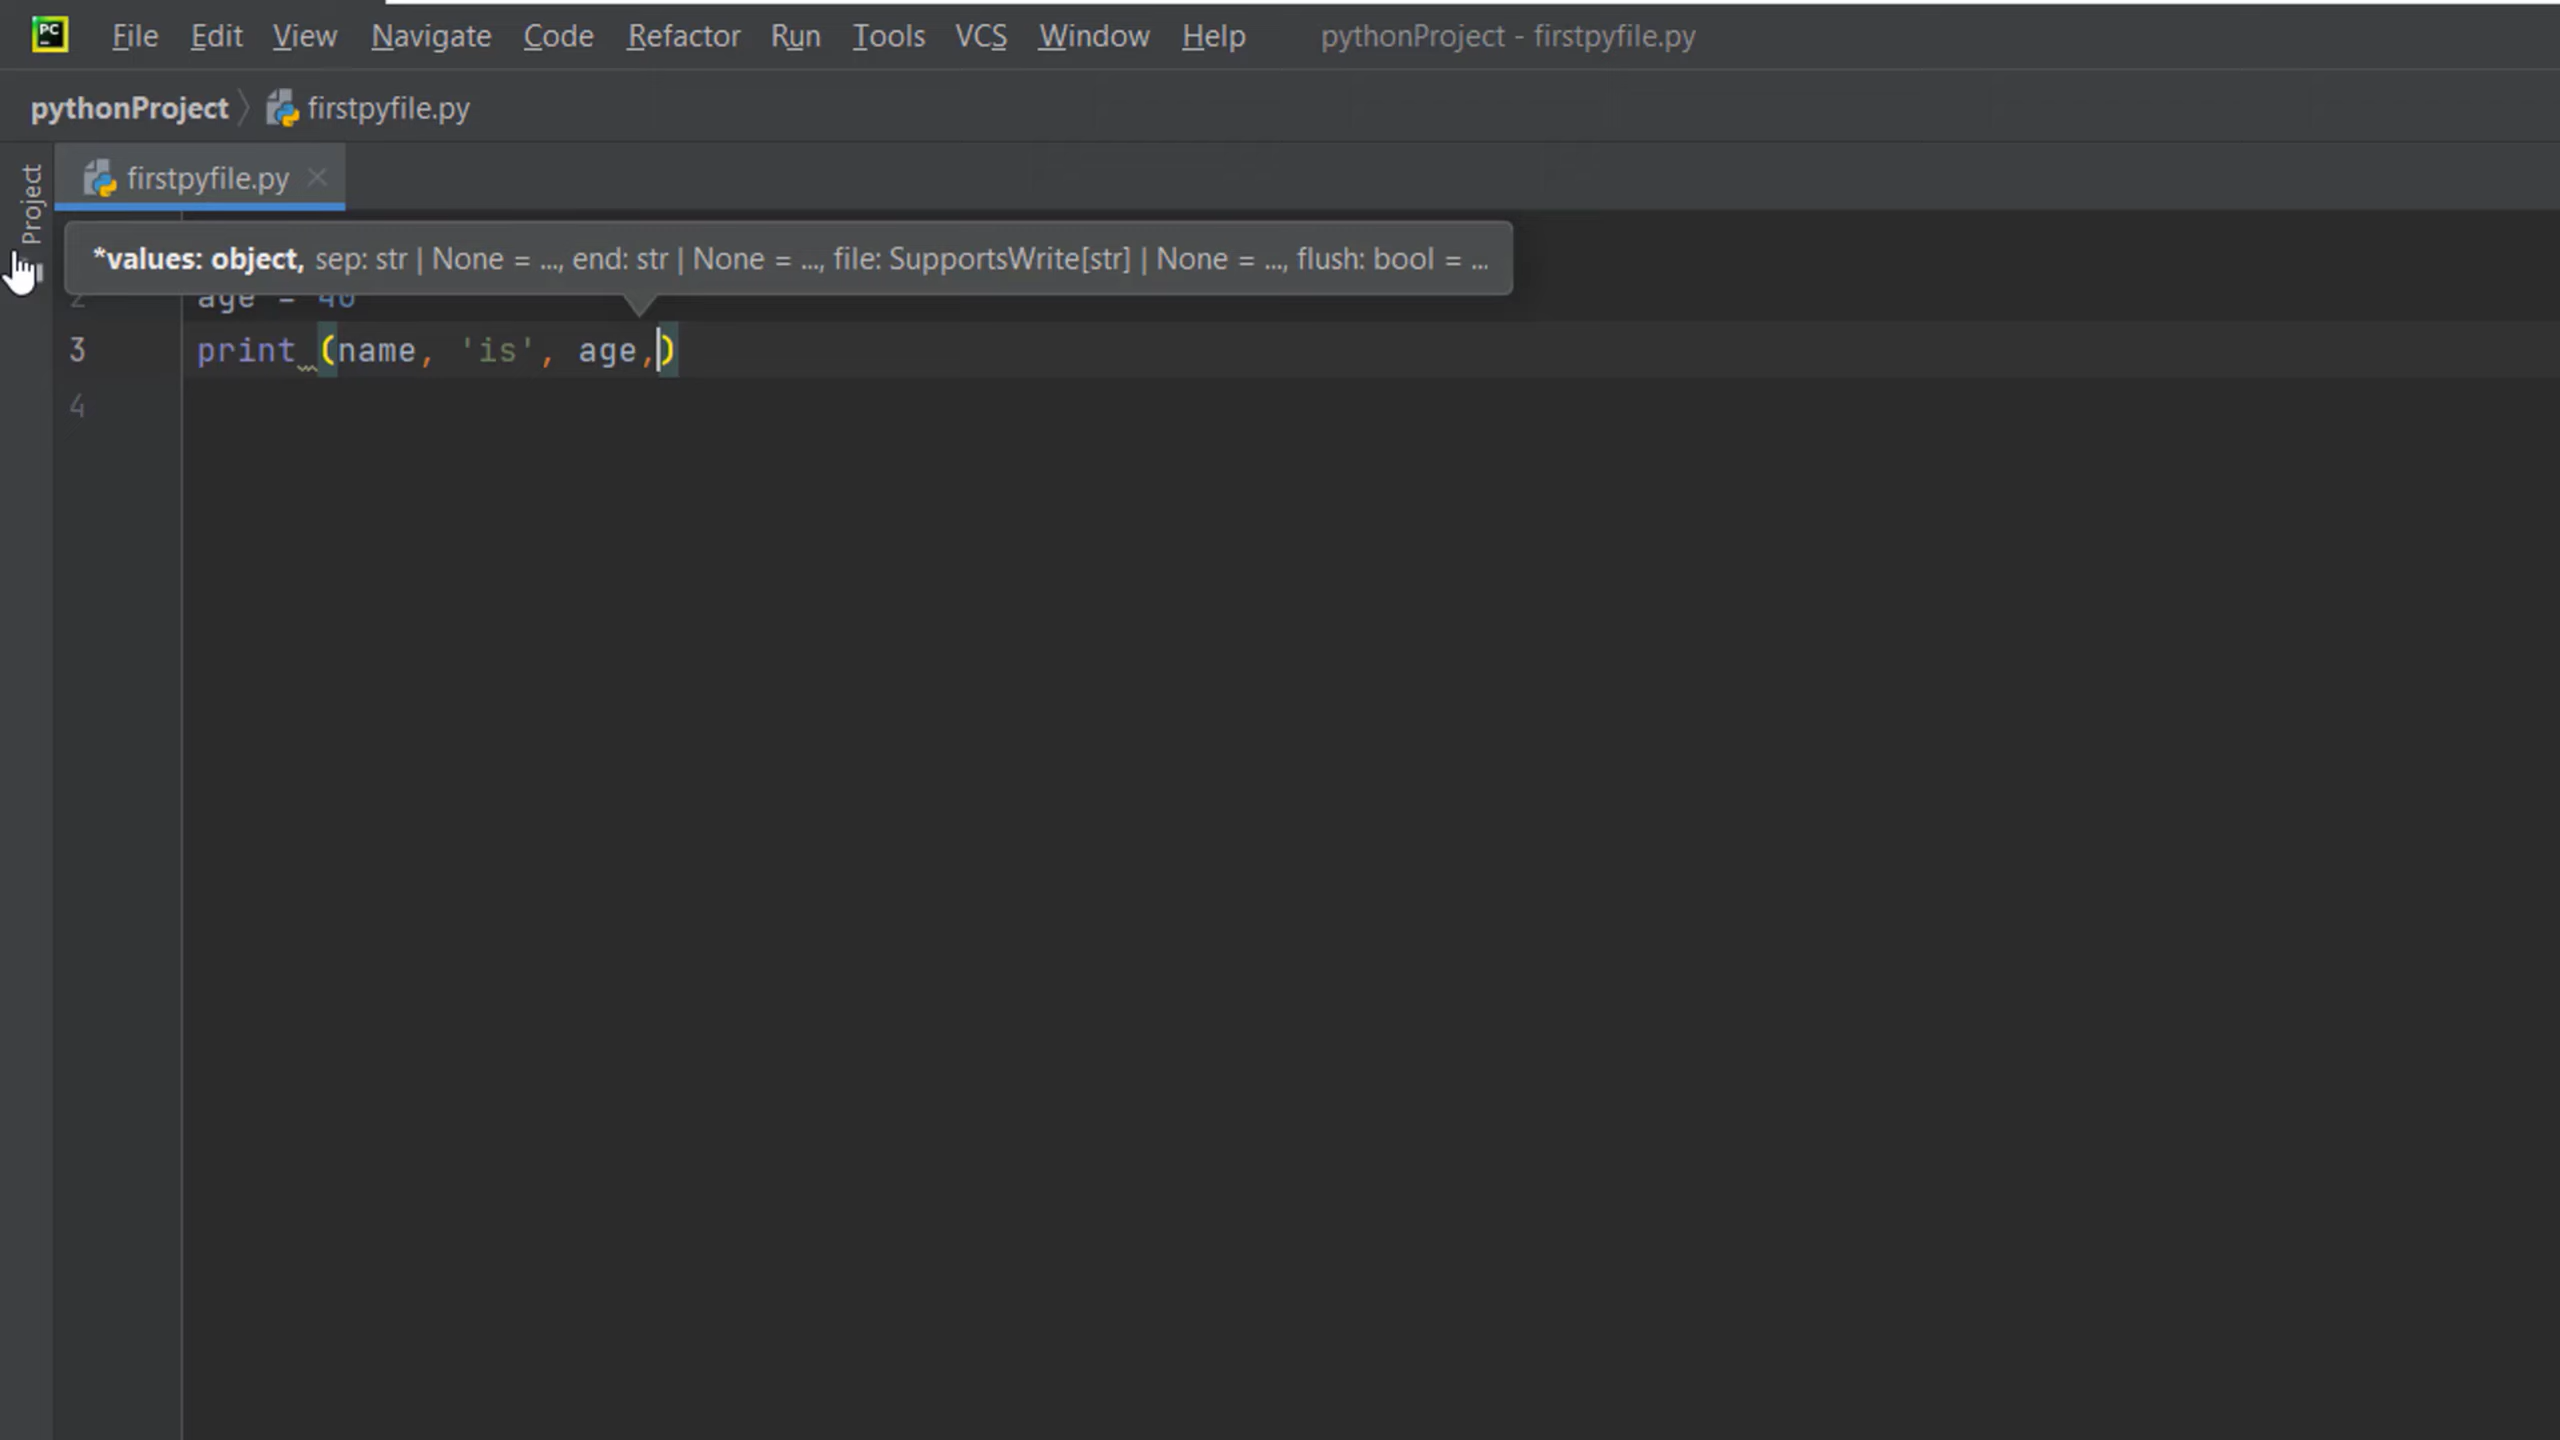 PC
File Edit View Navigate Code Refactor Run Tools VCS Window Help pythonProject - firstpyfile.py
pythonProject firstpyfile.py
Project
firstpyfile.py
*values: object, sep: str | None = ..., end: str | None = ..., file: SupportsWrite[str] | None = ..., flush: bool = ...
2 age = 40
3 print (name, 'is', age,)
4